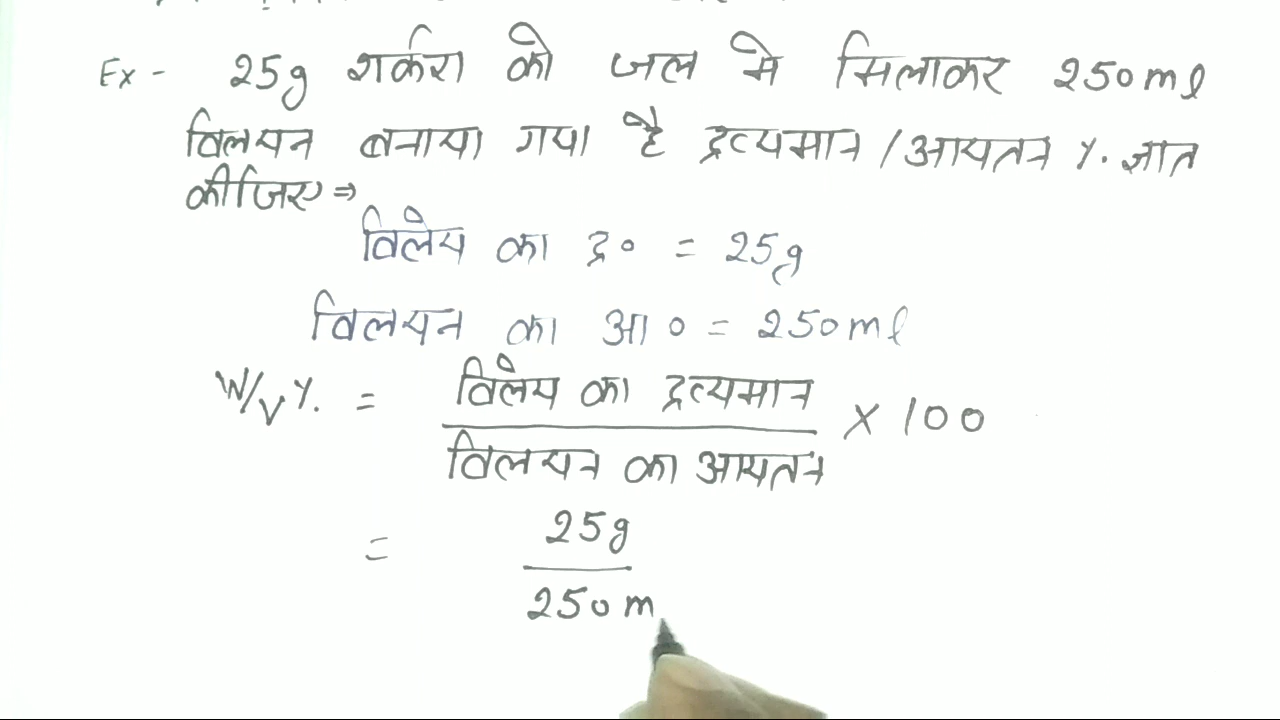 Ex - 25g शर्करा को जल मे मिलाकर 250ml
विलयन बनाया गया है द्रव्यमान / आयतन %. ज्ञात
कीजिए ⇒
विलेय का द्र० = 25g
विलयन का आ० = 250ml
W/V %. = विलेय का द्रव्यमान × 100
विलयन का आयतन
= 25g
250m